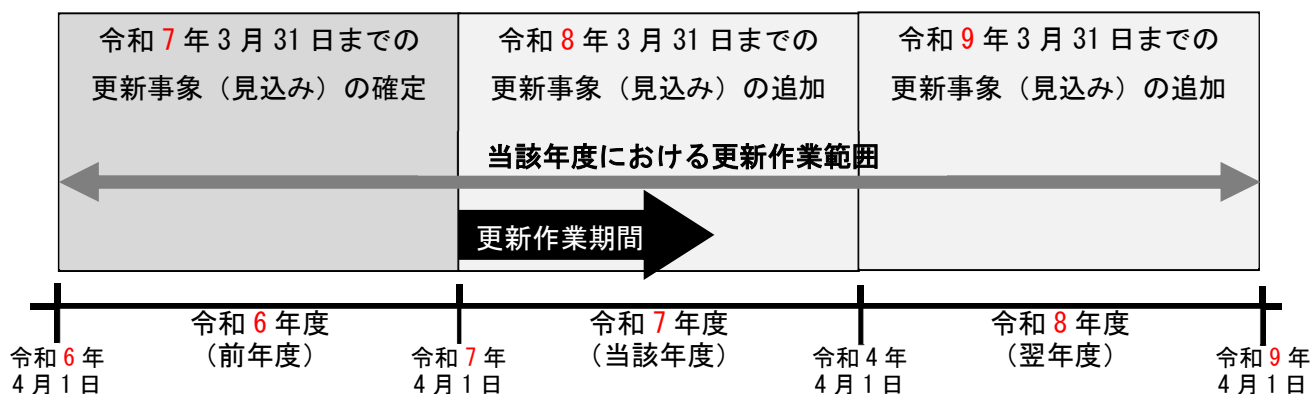 令和 7 年 3 月 31 日までの
更新事象（見込み）の確定
令和 8 年 3 月 31 日までの
更新事象（見込み）の追加
令和 9 年 3 月 31 日までの
更新事象（見込み）の追加
当該年度における更新作業範囲
更新作業期間
令和 6 年度
（前年度）
令和 7 年度
（当該年度）
令和 8 年度
（翌年度）
令和 6 年
4 月 1 日
令和 7 年
4 月 1 日
令和 4 年
4 月 1 日
令和 9 年
4 月 1 日